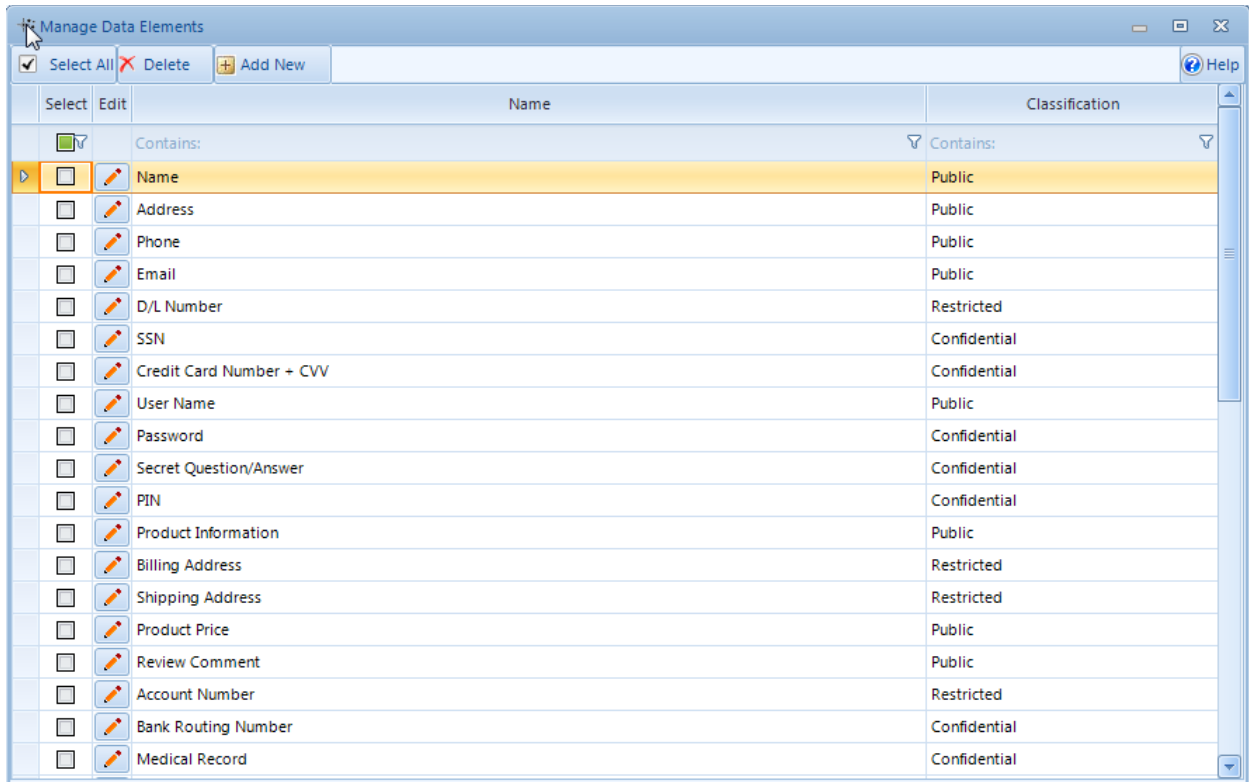 Manage Data Elements
Select All Delete Add New Help
Select Edit Name Classification
Contains: Contains:
Name Public
Address Public
Phone Public
Email Public
D/L Number Restricted
SSN Confidential
Credit Card Number + CVV Confidential
User Name Public
Password Confidential
Secret Question/Answer Confidential
PIN Confidential
Product Information Public
Billing Address Restricted
Shipping Address Restricted
Product Price Public
Review Comment Public
Account Number Restricted
Bank Routing Number Confidential
Medical Record Confidential